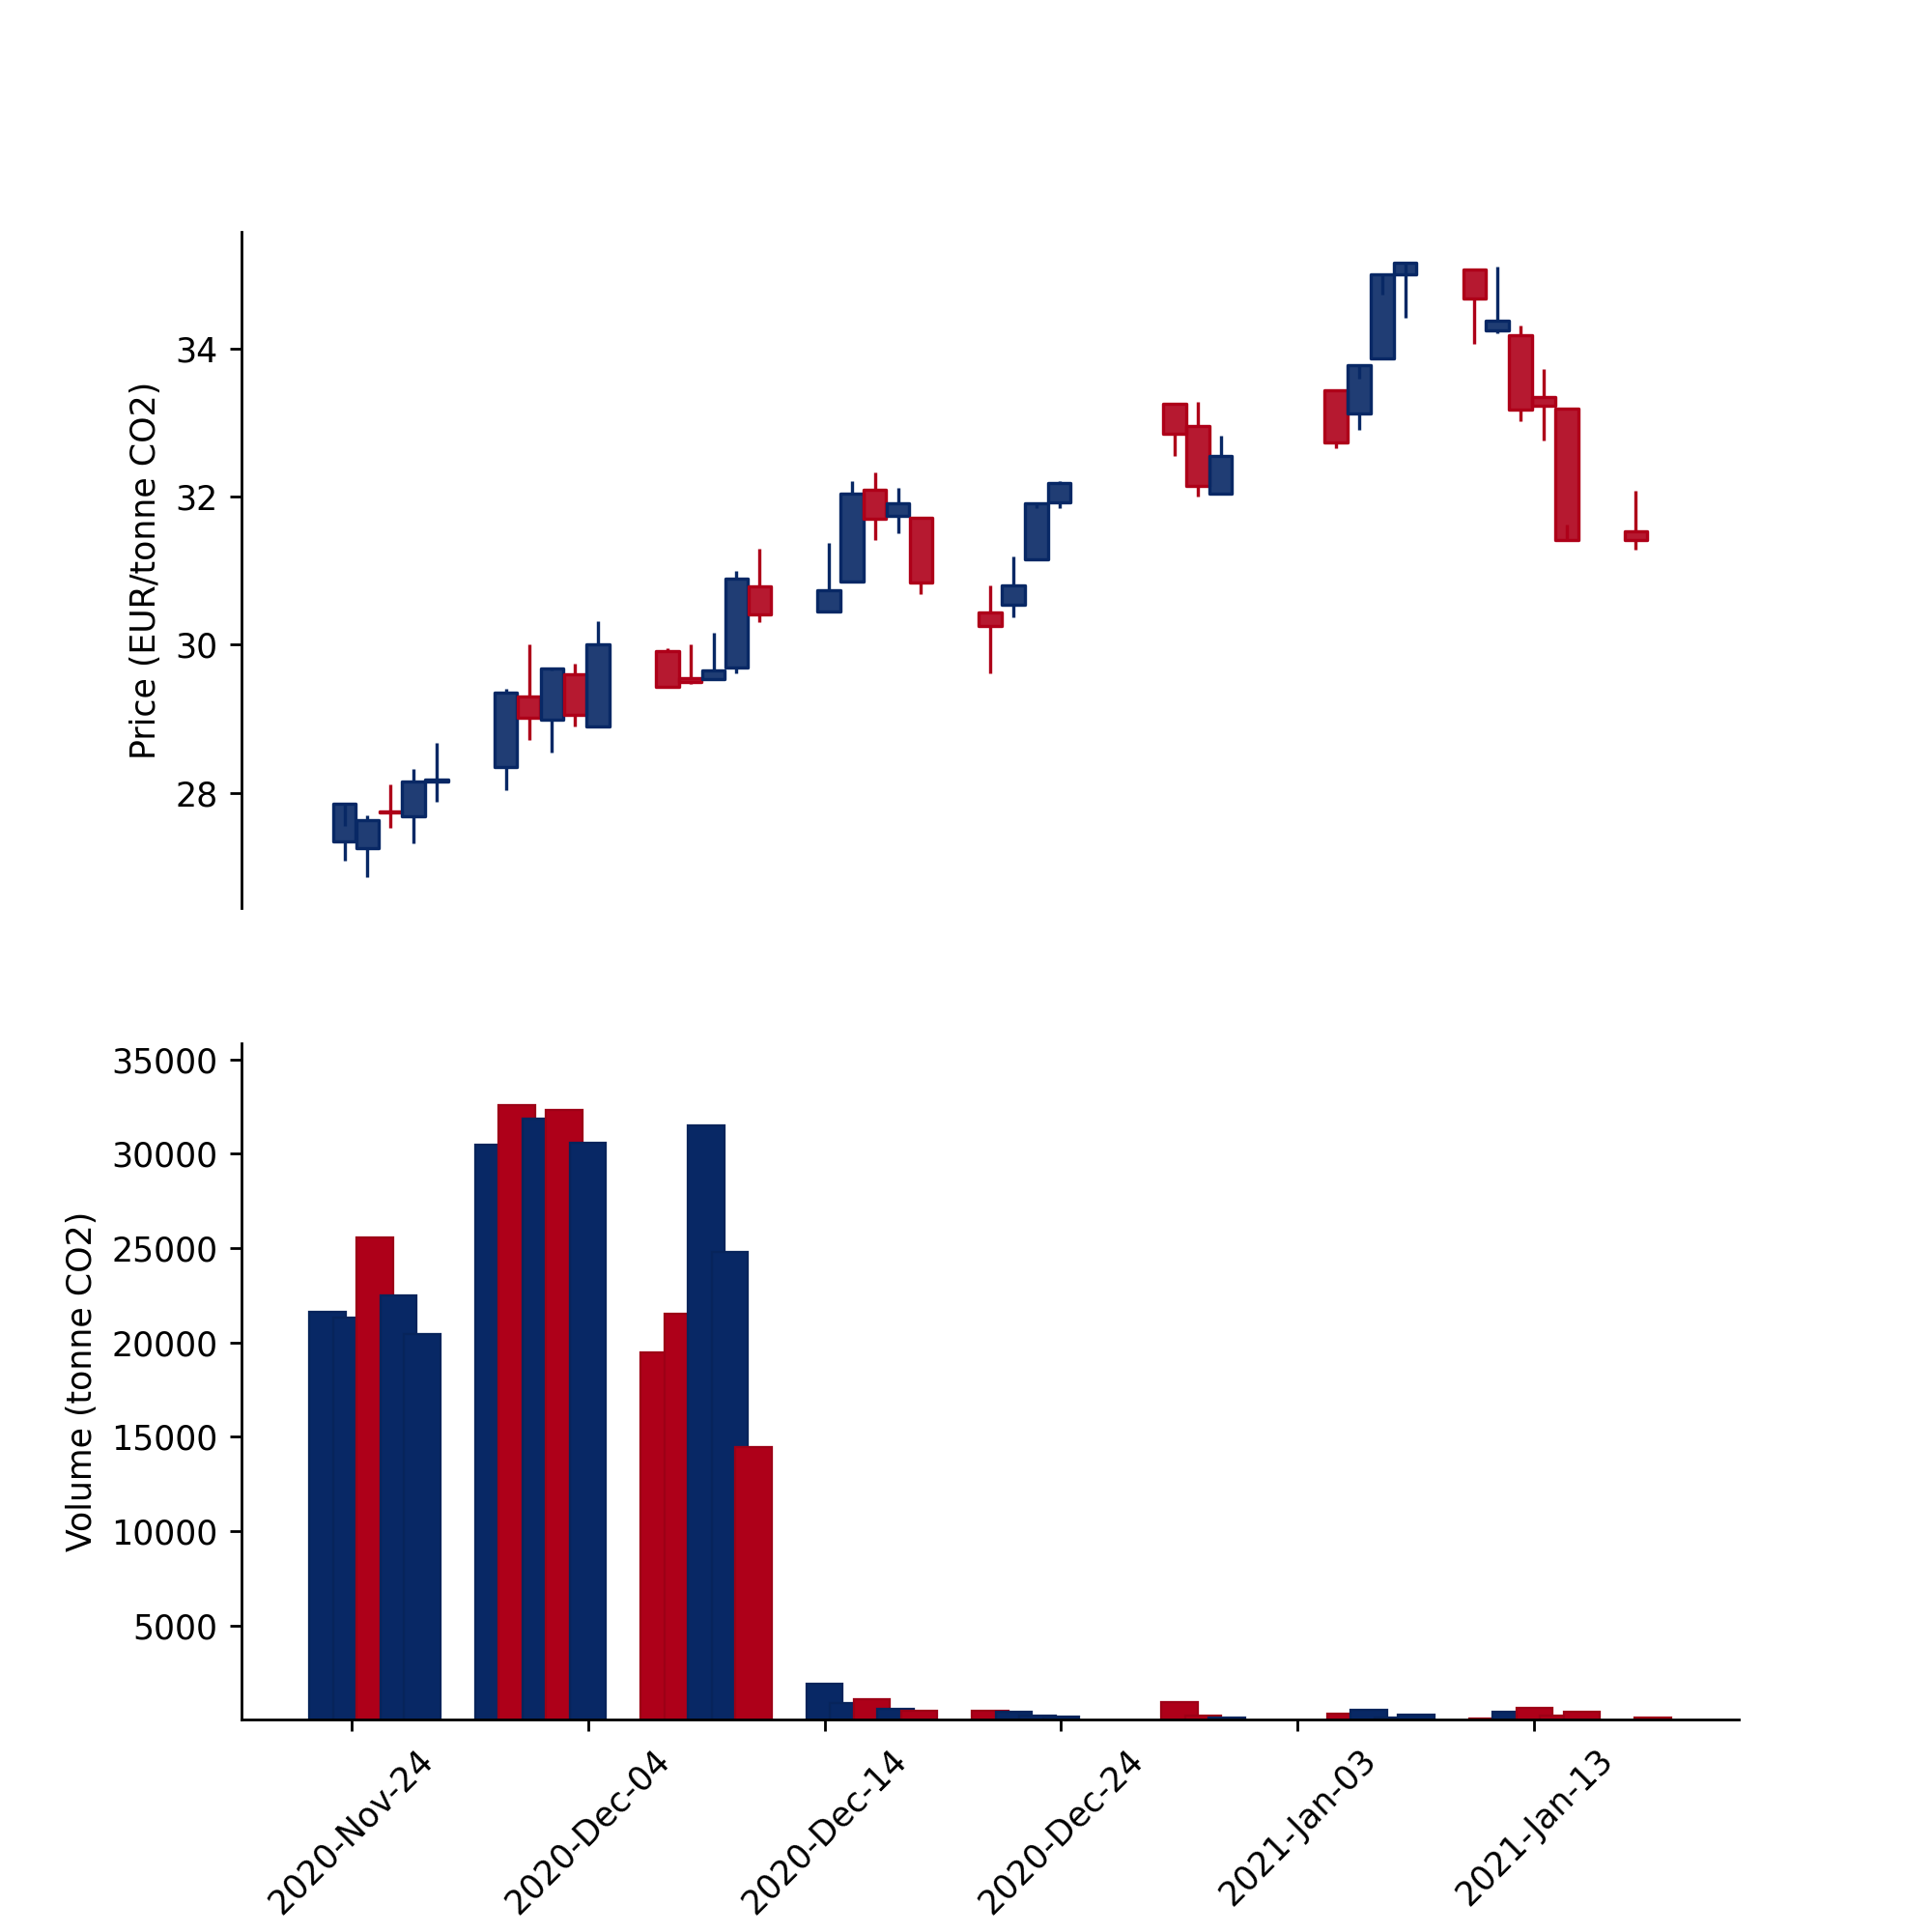 Price (EUR/tonne CO2)
34
32
30
28
Volume (tonne CO2)
35000
30000
25000
20000
15000
10000
5000
2020-Nov-24
2020-Dec-04
2020-Dec-14
2020-Dec-24
2021-Jan-03
2021-Jan-13